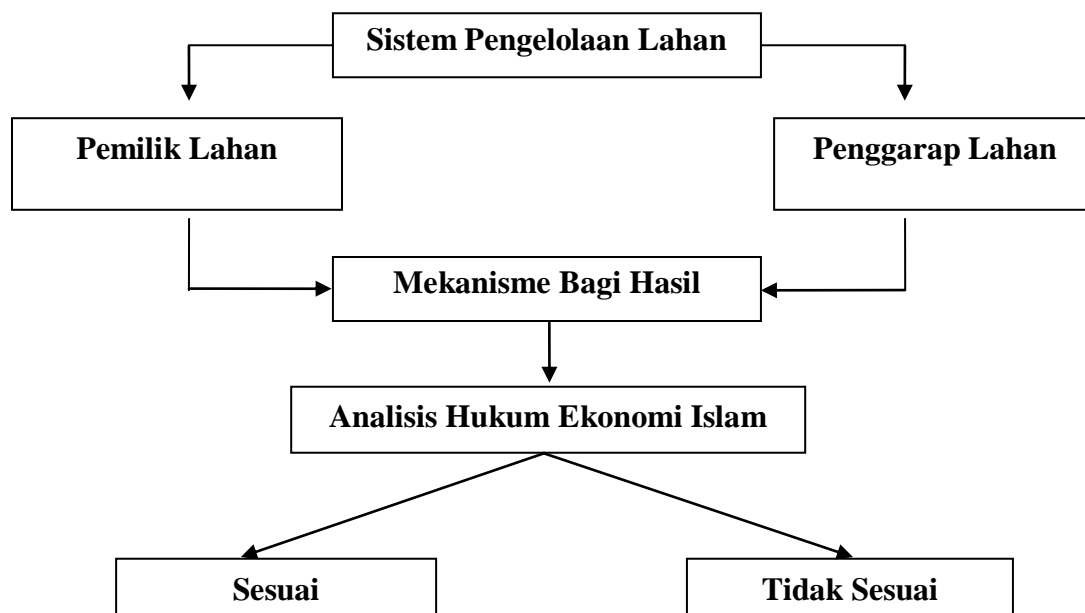 Sistem Pengelolaan Lahan
Pemilik Lahan
Penggarap Lahan
Mekanisme Bagi Hasil
Analisis Hukum Ekonomi Islam
Sesuai
Tidak Sesuai